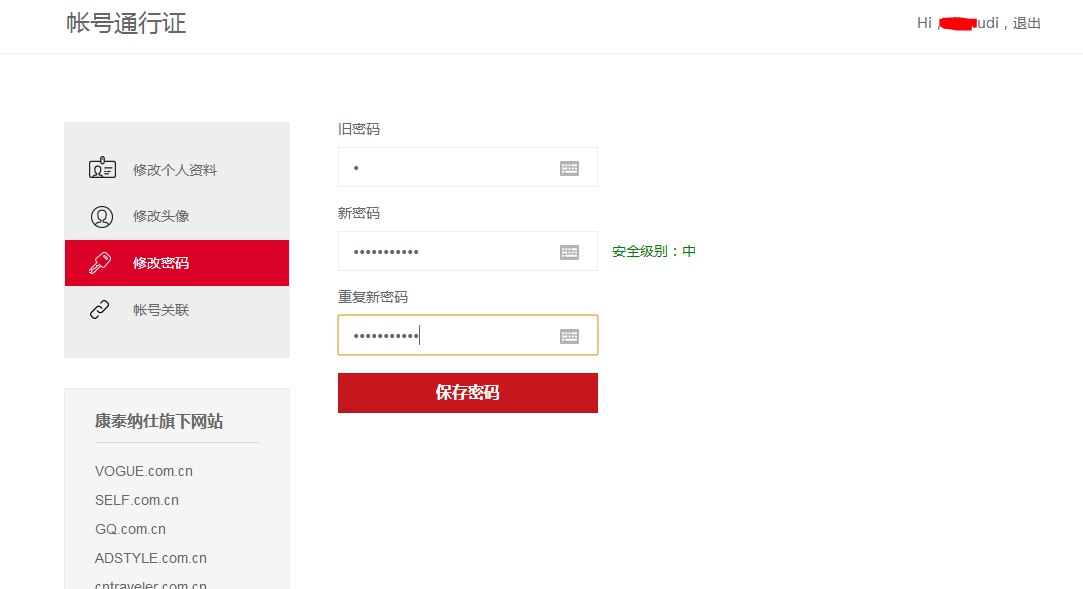 帐号通行证
Hi , udi , 退出
修改个人资料
修改头像
修改密码
帐号关联
旧密码
•
新密码
•••••••••••
安全级别：中
重复新密码
•••••••••••
保存密码
康泰纳仕旗下网站
VOGUE.com.cn
SELF.com.cn
GQ.com.cn
ADSTYLE.com.cn
cntraveler.com.cn